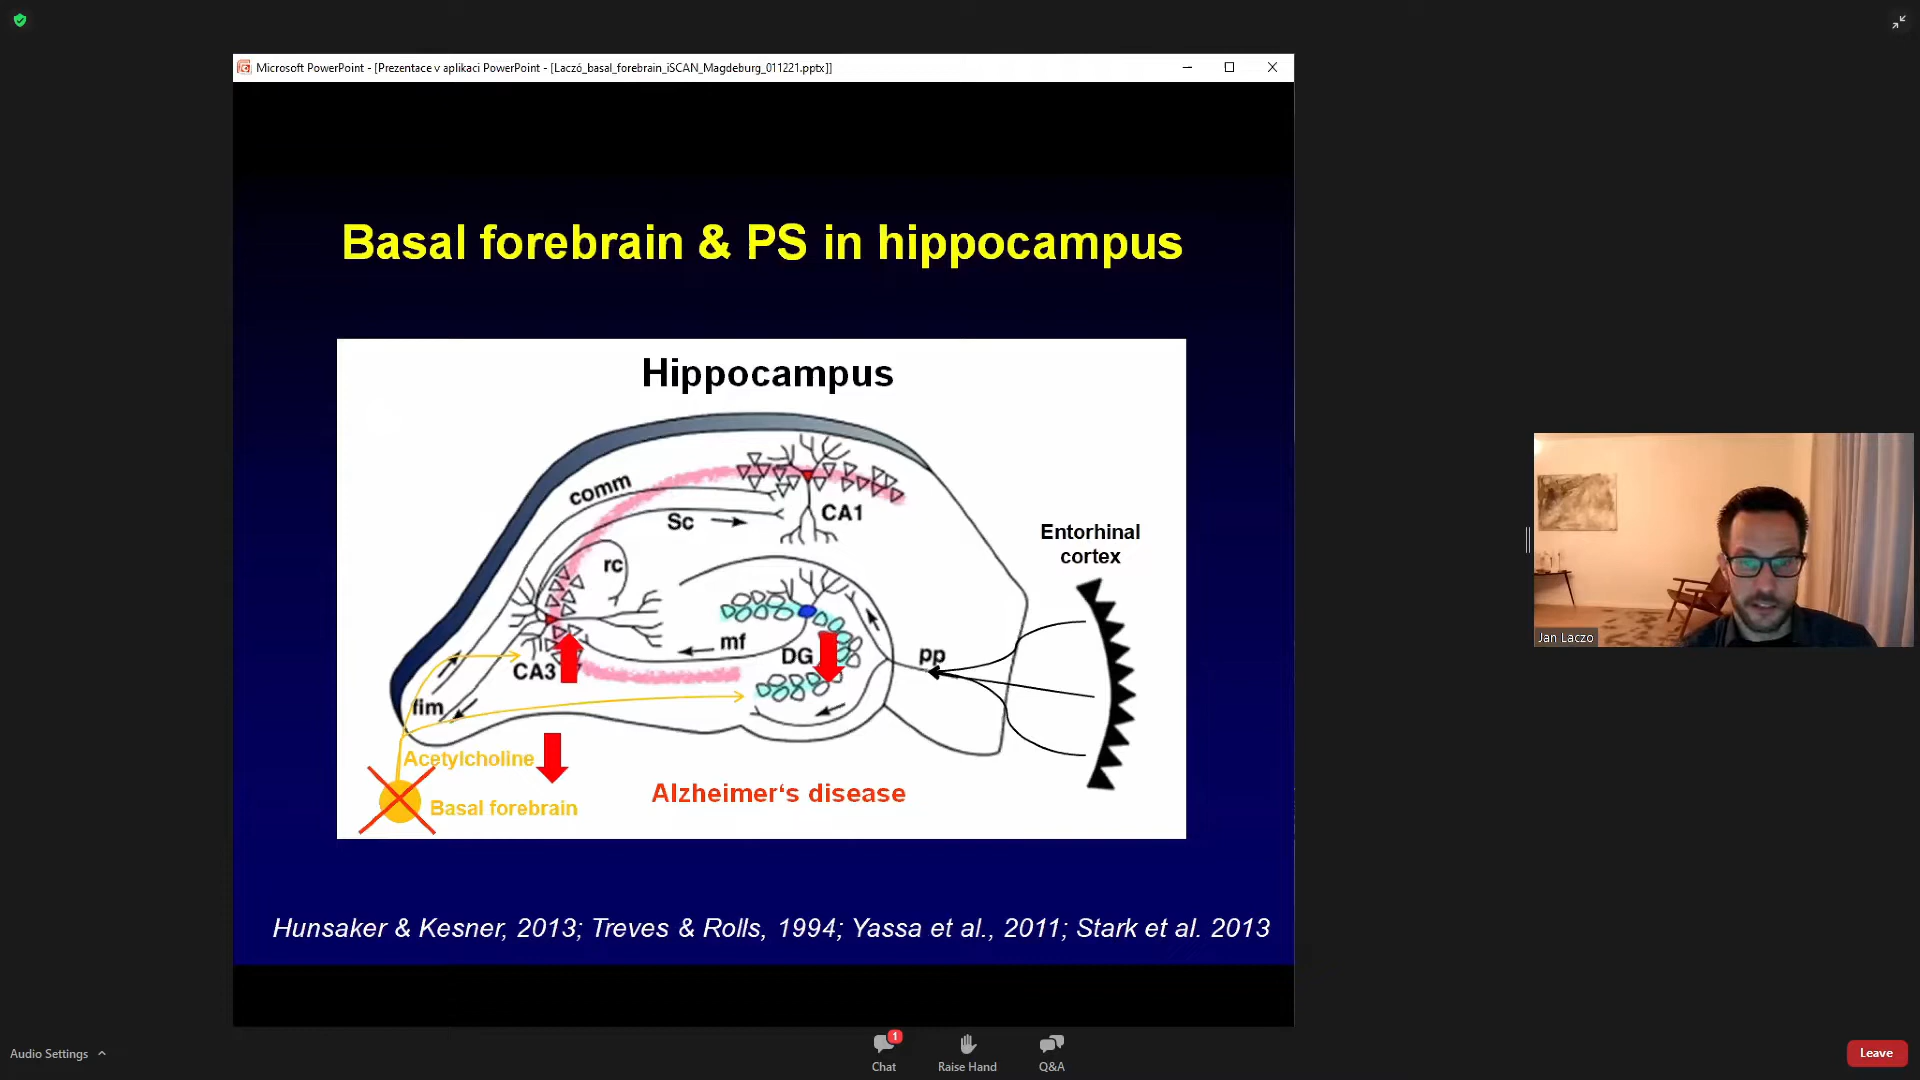 Microsoft PowerPoint - [Prezentace v aplikaci PowerPoint - [Laczó_basal_forebrain_iSCAN_Magdeburg_011221.pptx]]
Basal forebrain & PS in hippocampus
Hippocampus
comm
Sc
CA1
Entorhinal
cortex
rc
mf
DG
pp
CA3
fim
Acetylcholine
Basal forebrain
Alzheimer‘s disease
Hunsaker & Kesner, 2013; Treves & Rolls, 1994; Yassa et al., 2011; Stark et al. 2013
Jan Laczo
Audio Settings
1
Chat
Raise Hand
Q&A
Leave